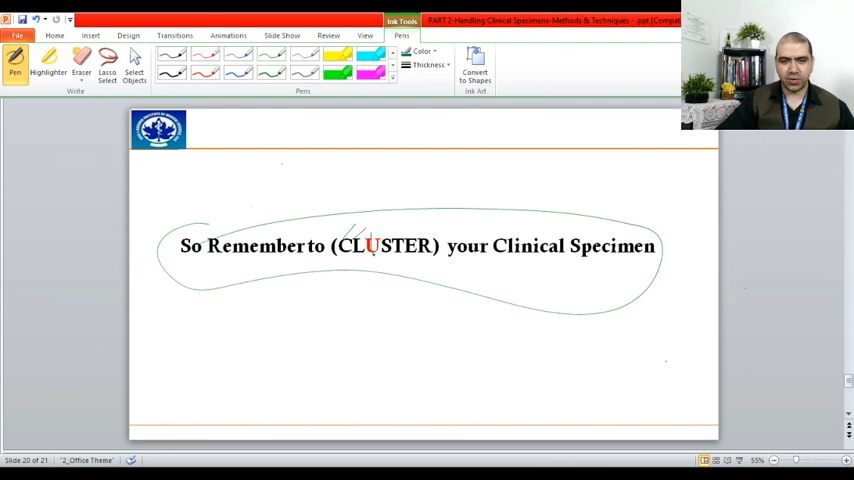 Ink Tools
PART 2-Handling Clinical Specimens-Methods & Techniques - .ppt [Compat
File Home Insert Design Transitions Animations Slide Show Review View Pens
Pen Highlighter Eraser Lasso Select Select Objects
Color
Thickness
Convert to Shapes
Write Pens Ink Art
So Remember to (CLUSTER) your Clinical Specimen
Slide 20 of 21 "2_Office Theme" 55%